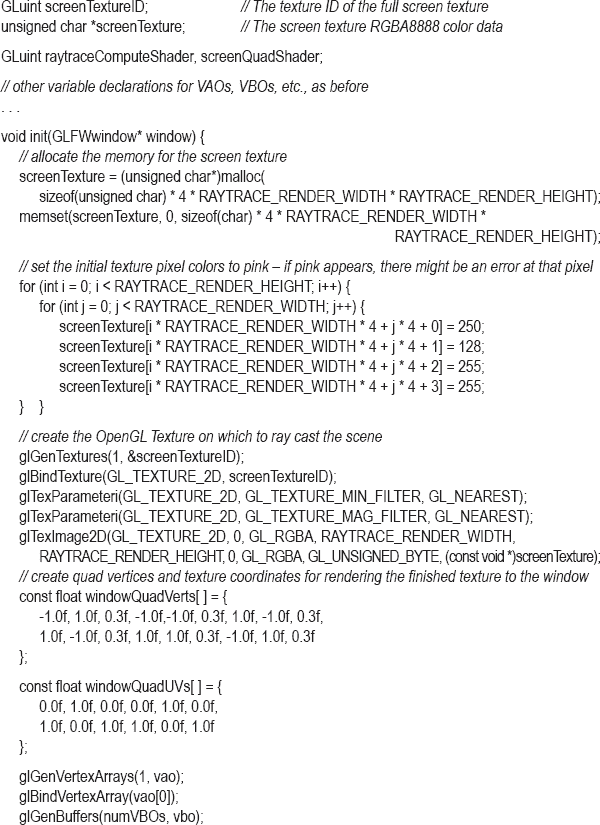 GLuint screenTextureID; // The texture ID of the full screen texture
unsigned char *screenTexture; // The screen texture RGBA8888 color data
GLuint raytraceComputeShader, screenQuadShader;
// other variable declarations for VAOs, VBOs, etc., as before
. . .
void init(GLFWwindow* window) {
// allocate the memory for the screen texture
screenTexture = (unsigned char*)malloc(
sizeof(unsigned char) * 4 * RAYTRACE_RENDER_WIDTH * RAYTRACE_RENDER_HEIGHT);
memset(screenTexture, 0, sizeof(char) * 4 * RAYTRACE_RENDER_WIDTH *
RAYTRACE_RENDER_HEIGHT);
// set the initial texture pixel colors to pink – if pink appears, there might be an error at that pixel
for (int i = 0; i < RAYTRACE_RENDER_HEIGHT; i++) {
for (int j = 0; j < RAYTRACE_RENDER_WIDTH; j++) {
screenTexture[i * RAYTRACE_RENDER_WIDTH * 4 + j * 4 + 0] = 250;
screenTexture[i * RAYTRACE_RENDER_WIDTH * 4 + j * 4 + 1] = 128;
screenTexture[i * RAYTRACE_RENDER_WIDTH * 4 + j * 4 + 2] = 255;
screenTexture[i * RAYTRACE_RENDER_WIDTH * 4 + j * 4 + 3] = 255;
} }
// create the OpenGL Texture on which to ray cast the scene
glGenTextures(1, &screenTextureID);
glBindTexture(GL_TEXTURE_2D, screenTextureID);
glTexParameteri(GL_TEXTURE_2D, GL_TEXTURE_MIN_FILTER, GL_NEAREST);
glTexParameteri(GL_TEXTURE_2D, GL_TEXTURE_MAG_FILTER, GL_NEAREST);
glTexImage2D(GL_TEXTURE_2D, 0, GL_RGBA, RAYTRACE_RENDER_WIDTH,
RAYTRACE_RENDER_HEIGHT, 0, GL_RGBA, GL_UNSIGNED_BYTE, (const void *)screenTexture);
// create quad vertices and texture coordinates for rendering the finished texture to the window
const float windowQuadVerts[ ] = {
-1.0f, 1.0f, 0.3f, -1.0f,-1.0f, 0.3f, 1.0f, -1.0f, 0.3f,
1.0f, -1.0f, 0.3f, 1.0f, 1.0f, 0.3f, -1.0f, 1.0f, 0.3f
};
const float windowQuadUVs[ ] = {
0.0f, 1.0f, 0.0f, 0.0f, 1.0f, 0.0f,
1.0f, 0.0f, 1.0f, 1.0f, 0.0f, 1.0f
};
glGenVertexArrays(1, vao);
glBindVertexArray(vao[0]);
glGenBuffers(numVBOs, vbo);